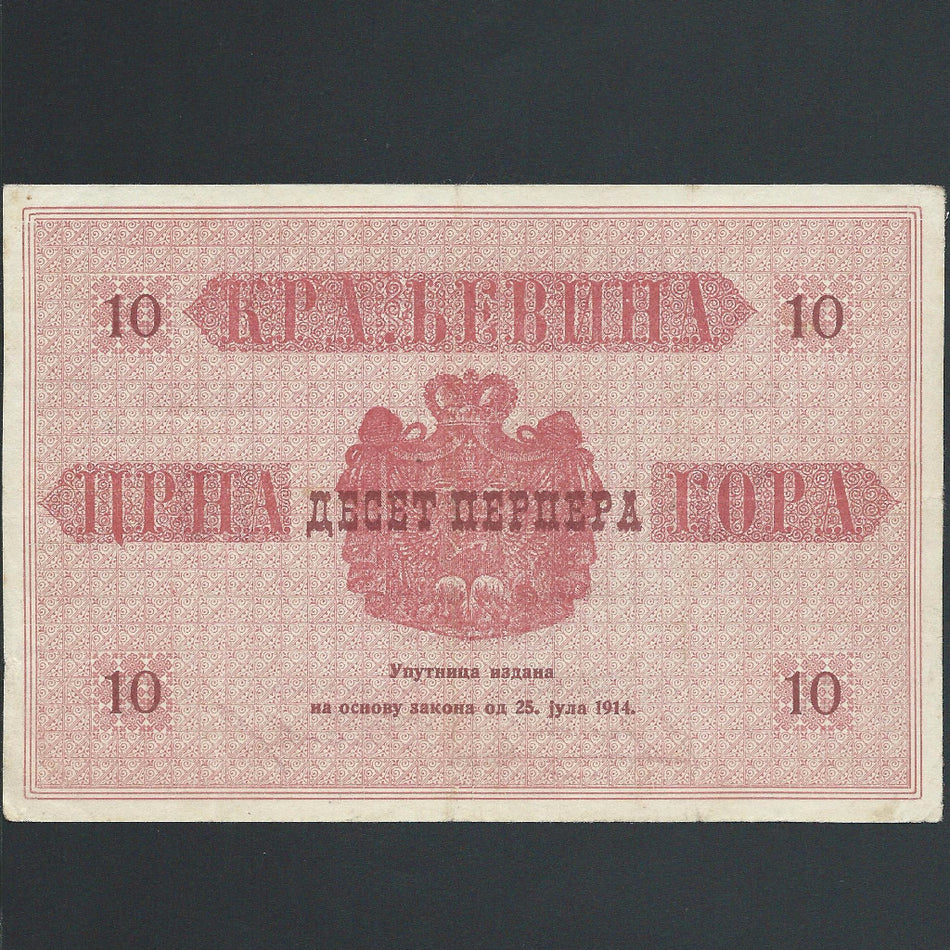 10 КРАЉЕВИНА 10
ЦРНА ДЕСЕТ ПЕРПЕРА ГОРА
Упутница издана
на основу закона од 25. јула 1914.
10 10